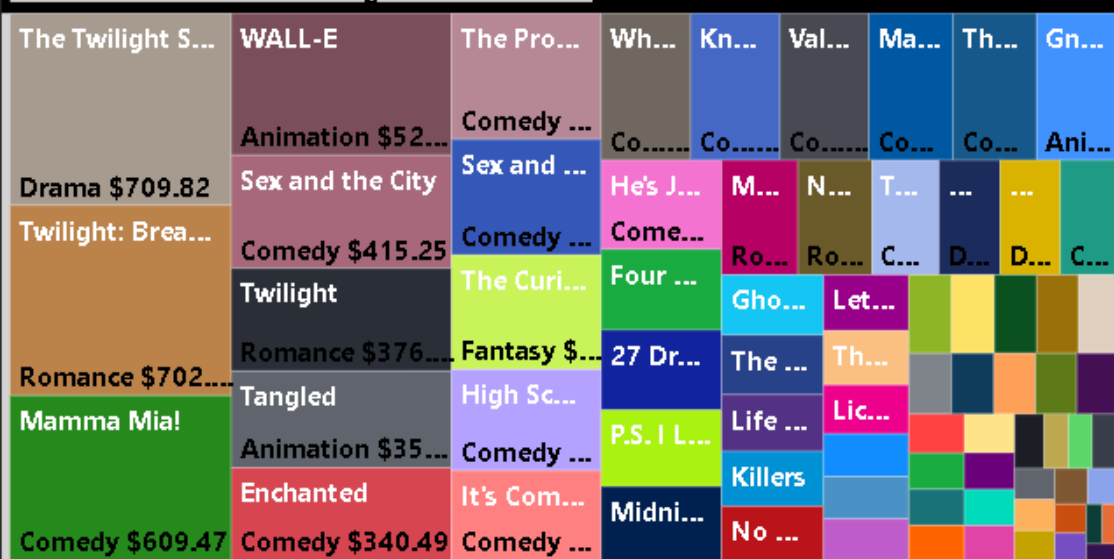 The Twilight S...
Drama $709.82
Twilight: Brea...
Romance $702....
Mamma Mia!
Comedy $609.47
WALL-E
Animation $52...
Sex and the City
Comedy $415.25
Twilight
Romance $376....
Tangled
Animation $35...
Enchanted
Comedy $340.49
The Pro...
Comedy ...
Sex and ...
Comedy ...
The Curi...
Fantasy $...
High Sc...
Comedy ...
It's Com...
Comedy ...
Wh...
Co......
Kn...
Co......
Val...
Co......
Ma...
Co...
Th...
Co...
Gn...
Ani...
He's J...
Come...
Four ...
27 Dr...
P.S. I L...
Midni...
M...
Ro...
N...
Ro...
T...
C...
...
D...
...
D...
C...
Gho...
The ...
Life ...
Killers
No ...
Let...
Th...
Lic...